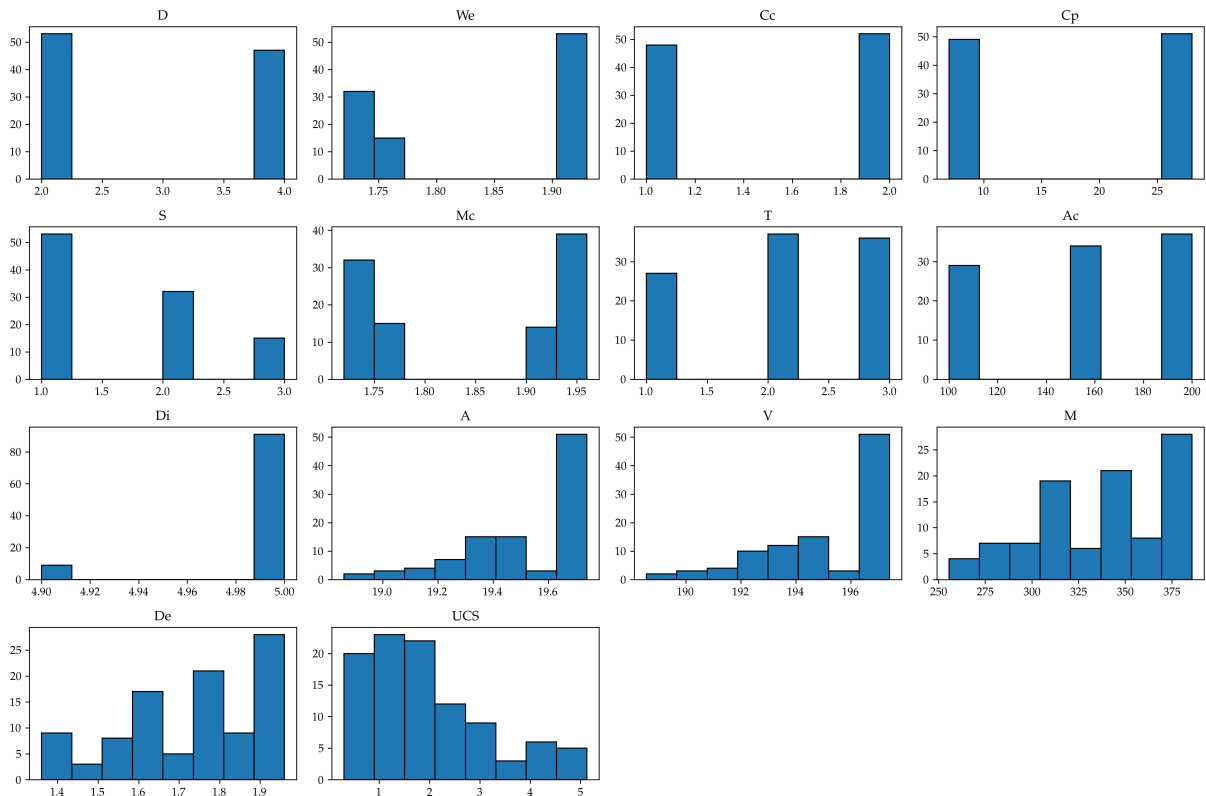 D
50
40
30
20
10
0
2.0 2.5 3.0 3.5 4.0
We
50
40
30
20
10
0
1.75 1.80 1.85 1.90
Cc
50
40
30
20
10
0
1.0 1.2 1.4 1.6 1.8 2.0
Cp
50
40
30
20
10
0
10 15 20 25
S
50
40
30
20
10
0
1.0 1.5 2.0 2.5 3.0
Mc
40
30
20
10
0
1.75 1.80 1.85 1.90 1.95
T
30
20
10
0
1.0 1.5 2.0 2.5 3.0
Ac
30
20
10
0
100 120 140 160 180 200
Di
80
60
40
20
0
4.90 4.92 4.94 4.96 4.98 5.00
A
50
40
30
20
10
0
19.0 19.2 19.4 19.6
V
50
40
30
20
10
0
190 192 194 196
M
25
20
15
10
5
0
250 275 300 325 350 375
De
25
20
15
10
5
0
1.4 1.5 1.6 1.7 1.8 1.9
UCS
20
15
10
5
0
1 2 3 4 5